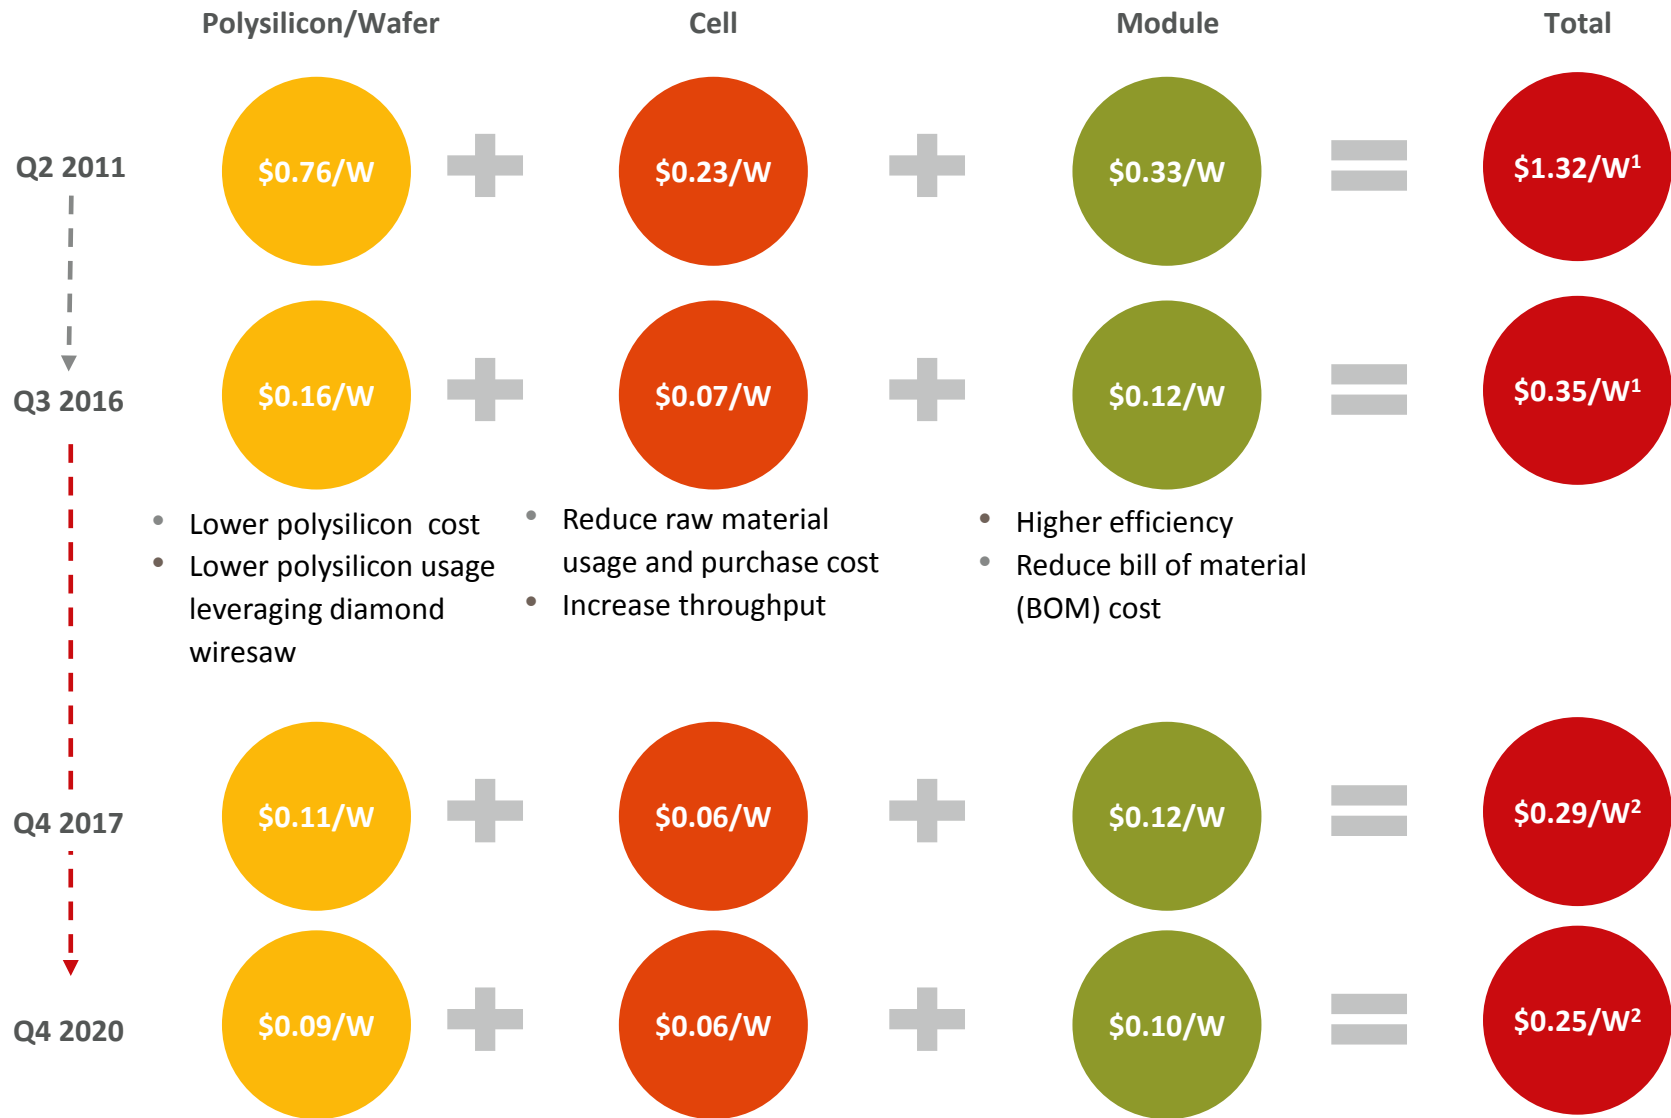 Polysilicon/Wafer Cell Module Total
Q2 2011 $0.76/W $0.23/W $0.33/W $1.32/W¹
Q3 2016 $0.16/W $0.07/W $0.12/W $0.35/W¹
• Lower polysilicon cost
• Lower polysilicon usage
leveraging diamond
wiresaw
• Reduce raw material
usage and purchase cost
• Increase throughput
• Higher efficiency
• Reduce bill of material
(BOM) cost
Q4 2017 $0.11/W $0.06/W $0.12/W $0.29/W²
Q4 2020 $0.09/W $0.06/W $0.10/W $0.25/W²